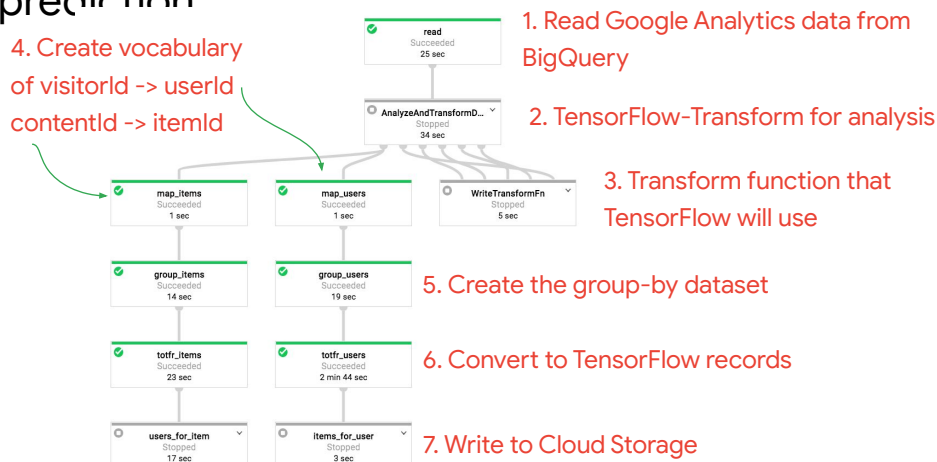 prediction
1. Read Google Analytics data from
BigQuery
read
Succeeded
25 sec
4. Create vocabulary
of visitorId -> userId
contentId -> itemId
AnalyzeAndTransformD...
Stopped
34 sec
2. TensorFlow-Transform for analysis
map_items
Succeeded
1 sec
map_users
Succeeded
1 sec
WriteTransformFn
Stopped
5 sec
3. Transform function that
TensorFlow will use
group_items
Succeeded
14 sec
group_users
Succeeded
19 sec
5. Create the group-by dataset
totfr_items
Succeeded
23 sec
totfr_users
Succeeded
2 min 44 sec
6. Convert to TensorFlow records
users_for_item
Stopped
17 sec
items_for_user
Stopped
3 sec
7. Write to Cloud Storage